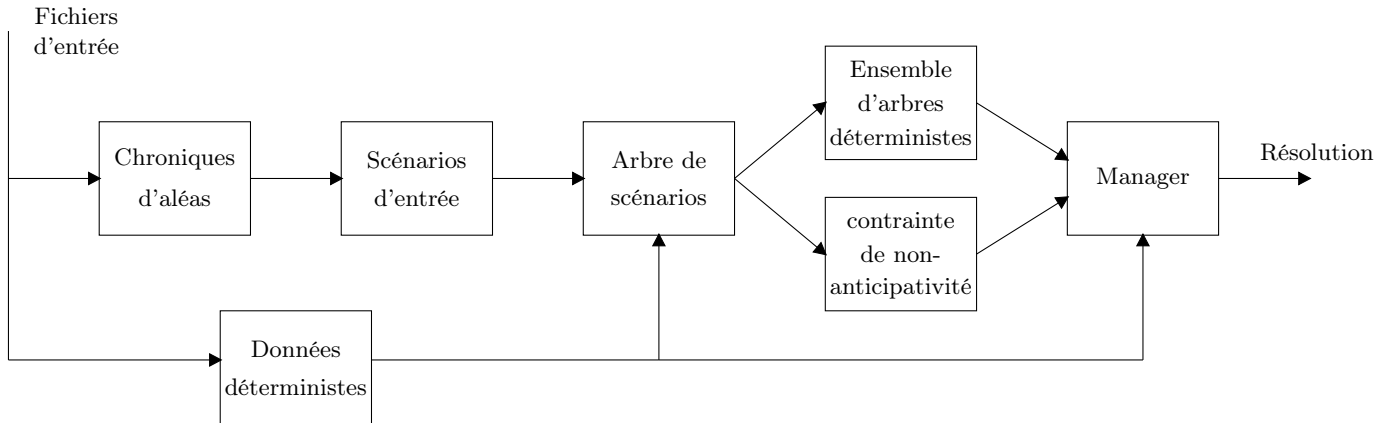 Fichiers
d'entrée
Chroniques
d'aléas
Scénarios
d'entrée
Arbre de
scénarios
Ensemble
d'arbres
déterministes
contrainte
de non-
anticipativité
Manager
Résolution
Données
déterministes